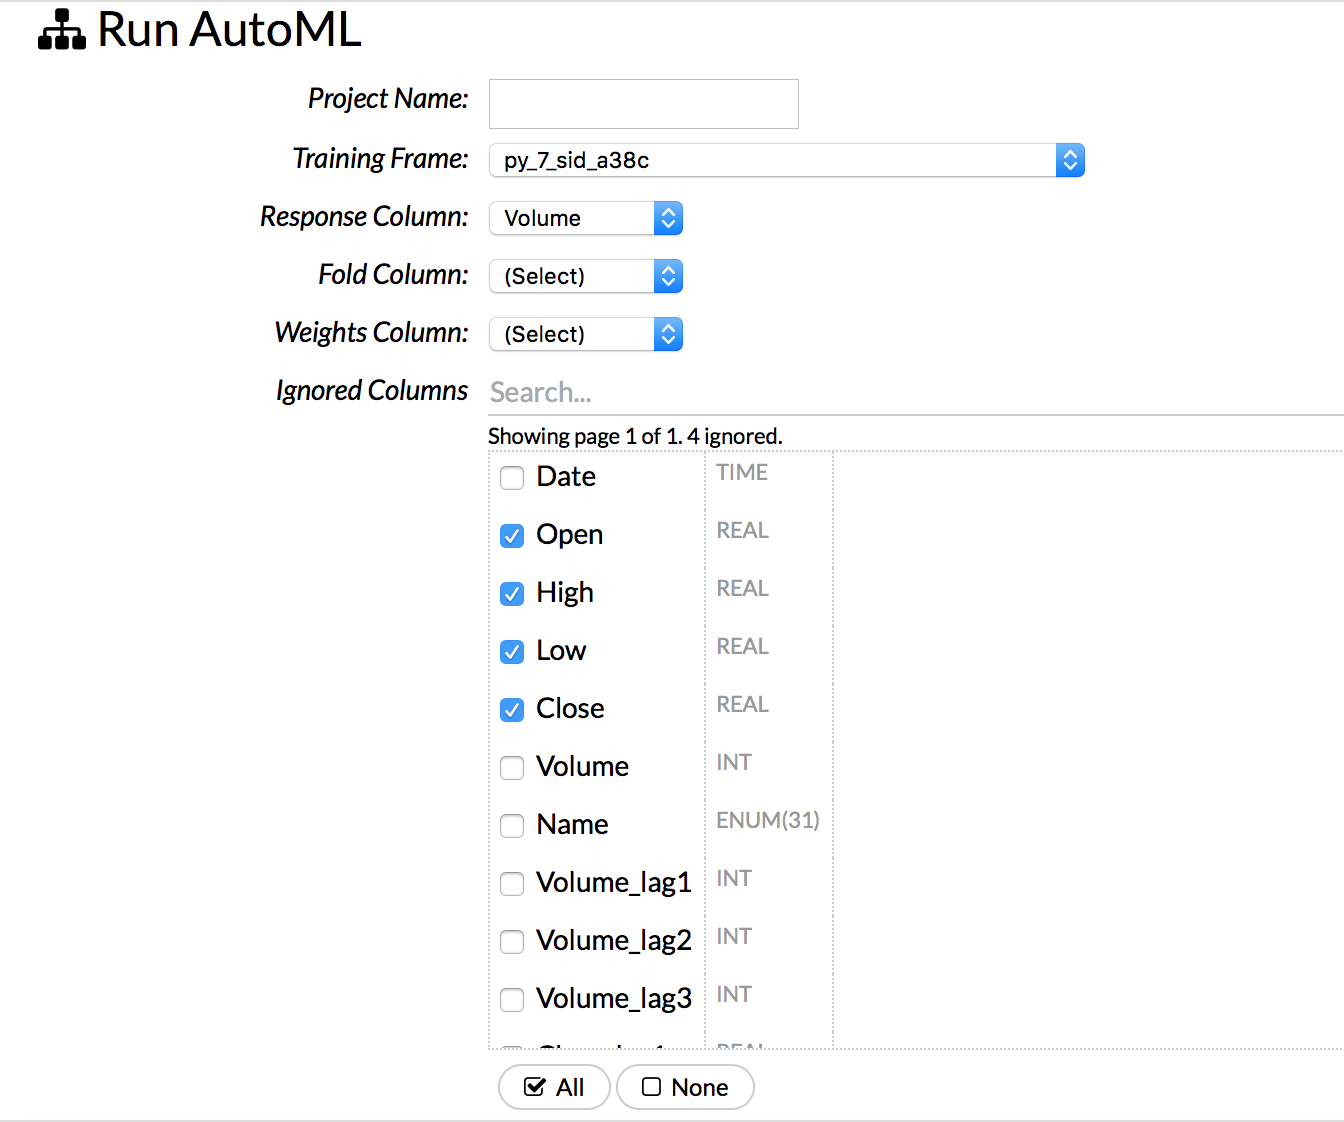 Run AutoML
Project Name:
Training Frame: py_7_sid_a38c
Response Column: Volume
Fold Column: (Select)
Weights Column: (Select)
Ignored Columns Search...
Showing page 1 of 1. 4 ignored.
Date TIME
Open REAL
High REAL
Low REAL
Close REAL
Volume INT
Name ENUM(31)
Volume_lag1 INT
Volume_lag2 INT
Volume_lag3 INT
All None